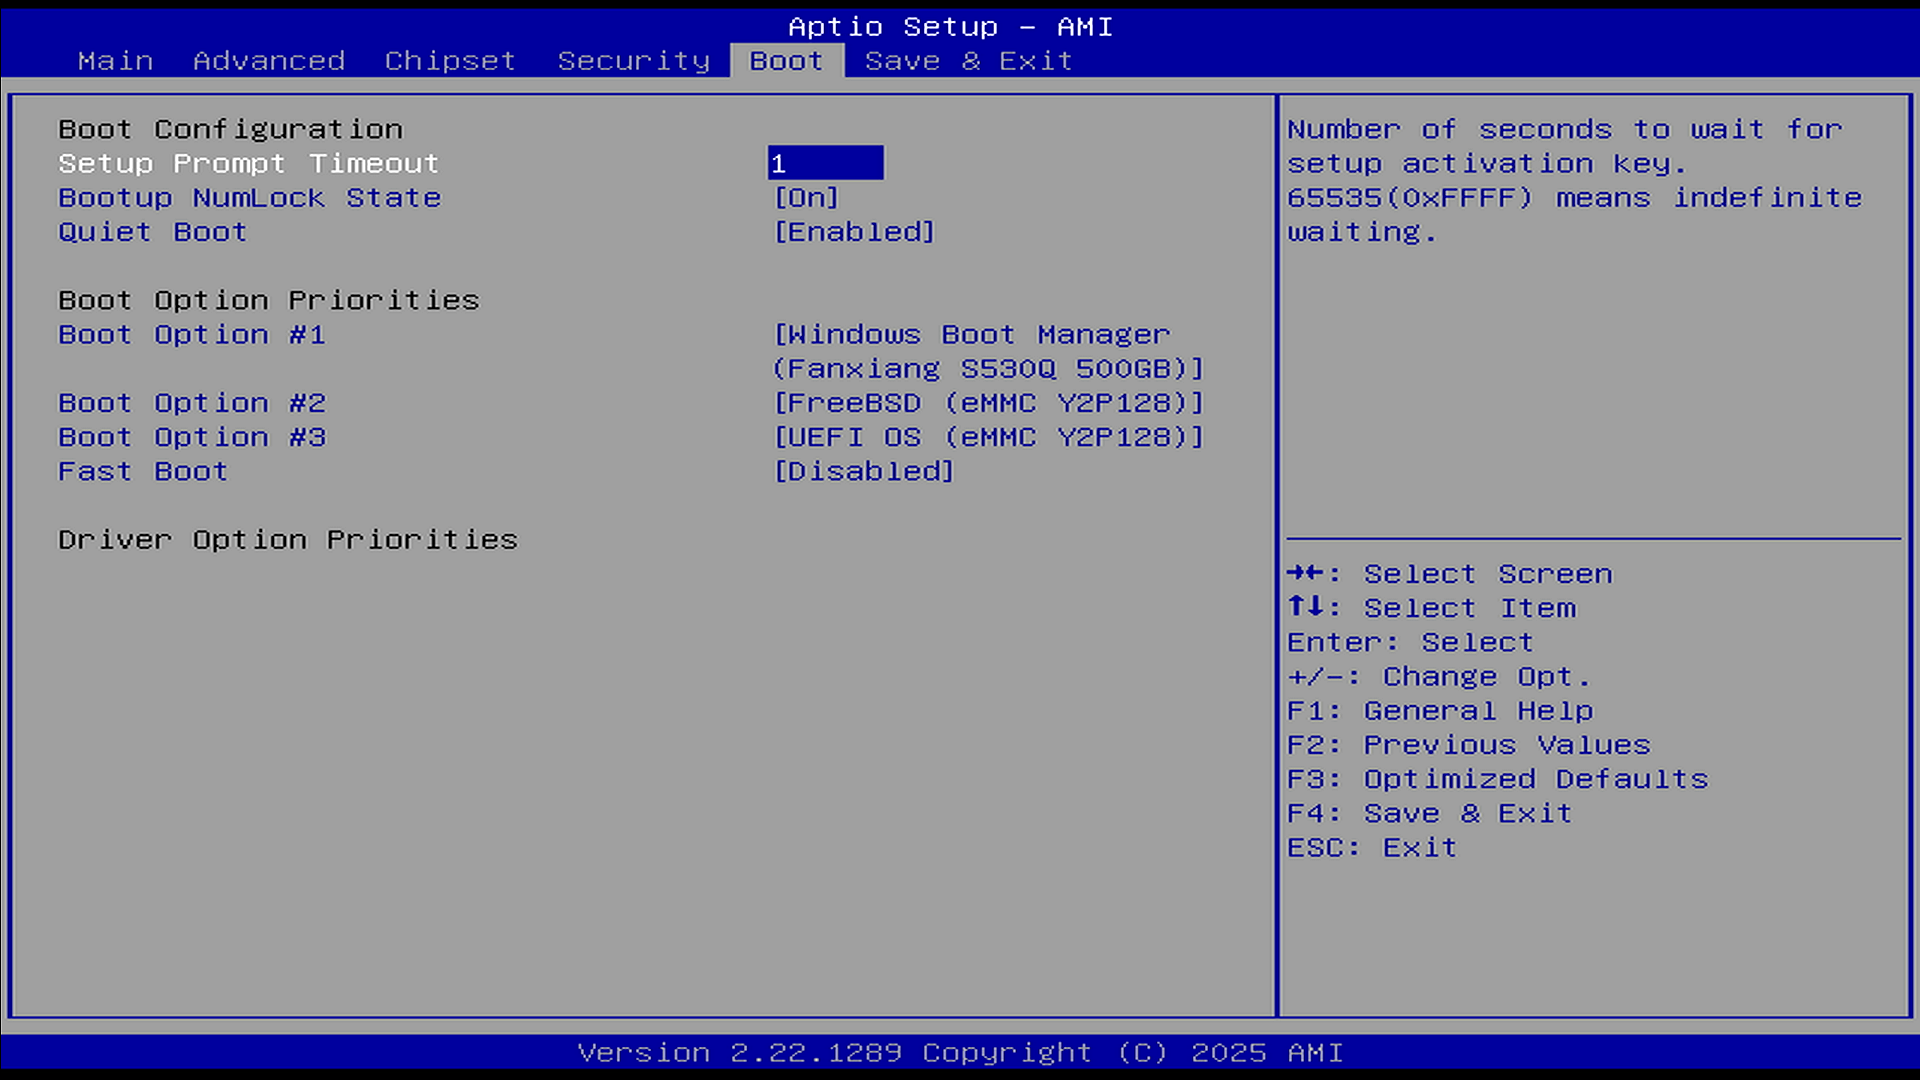 Aptio Setup – AMI
Main Advanced Chipset Security Boot Save & Exit
Boot Configuration
Setup Prompt Timeout 1
Bootup NumLock State [On]
Quiet Boot [Enabled]
Boot Option Priorities
Boot Option #1 [Windows Boot Manager
(Fanxiang S530Q 500GB)]
Boot Option #2 [FreeBSD (eMMC Y2P128)]
Boot Option #3 [UEFI OS (eMMC Y2P128)]
Fast Boot [Disabled]
Driver Option Priorities
Number of seconds to wait for
setup activation key.
65535(0xFFFF) means indefinite
waiting.
→←: Select Screen
↑↓: Select Item
Enter: Select
+/-: Change Opt.
F1: General Help
F2: Previous Values
F3: Optimized Defaults
F4: Save & Exit
ESC: Exit
Version 2.22.1289 Copyright (C) 2025 AMI